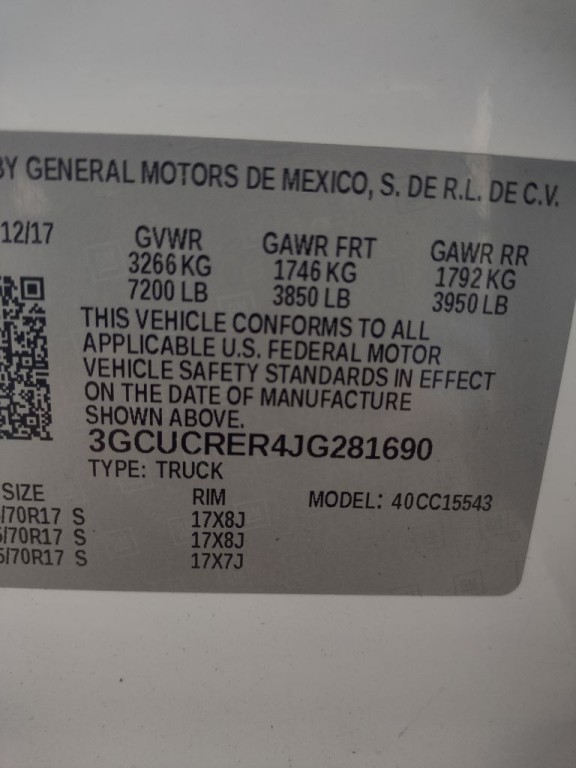 BY GENERAL MOTORS DE MEXICO, S. DE R.L. DE C.V.
12/17 GVWR GAWR FRT GAWR RR
3266 KG 1746 KG 1792 KG
7200 LB 3850 LB 3950 LB
THIS VEHICLE CONFORMS TO ALL
APPLICABLE U.S. FEDERAL MOTOR
VEHICLE SAFETY STANDARDS IN EFFECT
ON THE DATE OF MANUFACTURE
SHOWN ABOVE.
3GCUCRER4JG281690
TYPE: TRUCK
SIZE RIM MODEL: 40CC15543
/70R17 S 17X8J
5/70R17 S 17X8J
5/70R17 S 17X7J